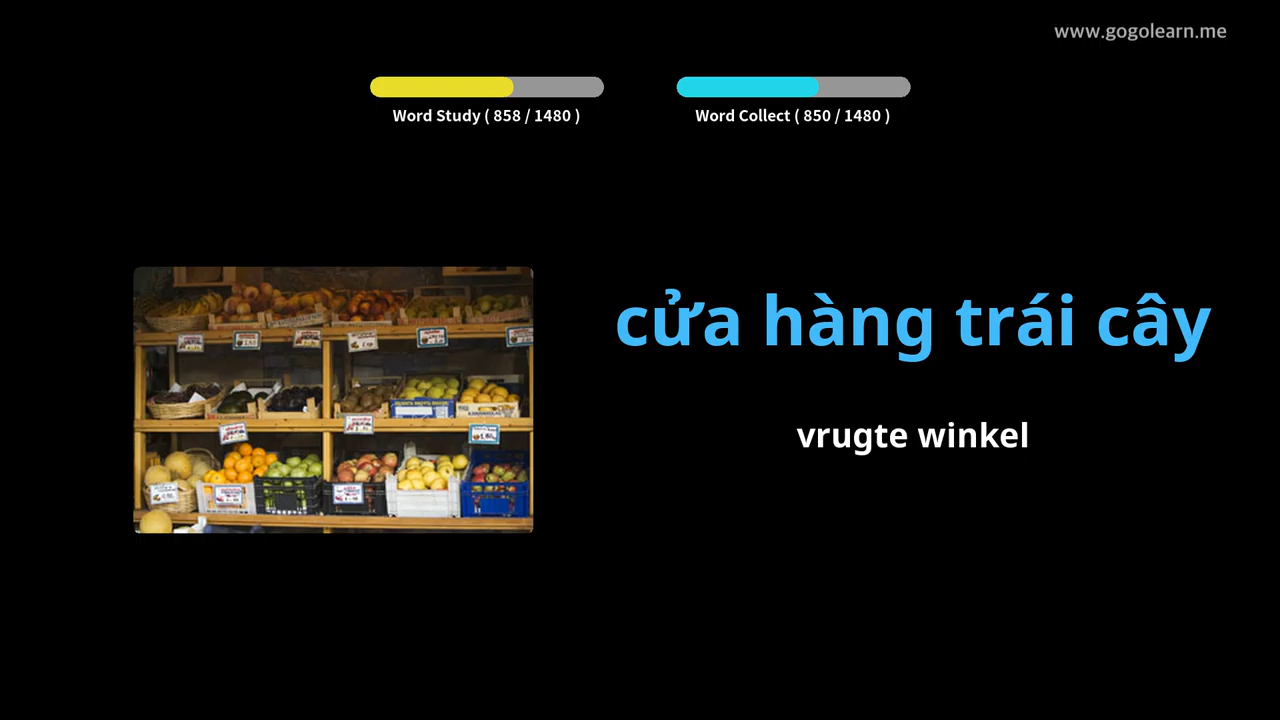 www.gogolearn.me
Word Study ( 858 / 1480 )
Word Collect ( 850 / 1480 )
cửa hàng trái cây
vrugte winkel